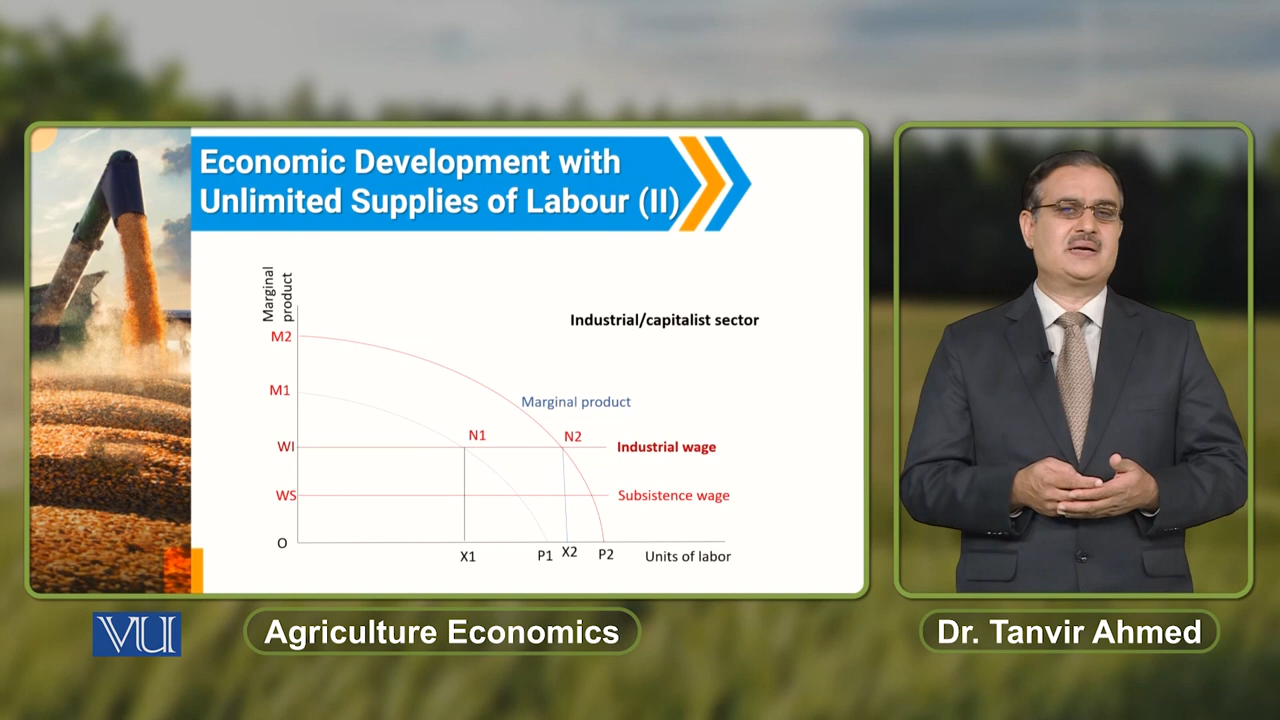 Economic Development with
Unlimited Supplies of Labour (II)
Marginal
product
Industrial/capitalist sector
M2
M1
Marginal product
N1
N2
WI
Industrial wage
WS
Subsistence wage
O
X1
P1
X2
P2
Units of labor
VU
Agriculture Economics
Dr. Tanvir Ahmed